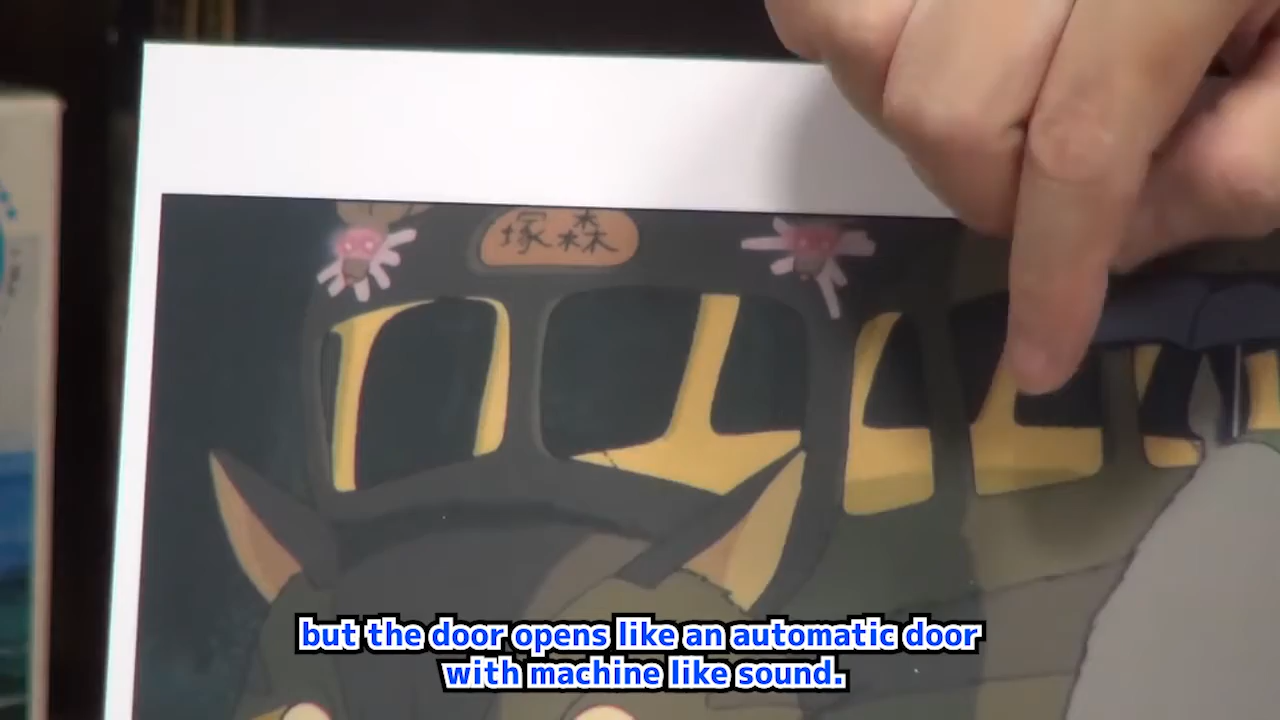 塚森
but the door opens like an automatic door
with machine like sound.